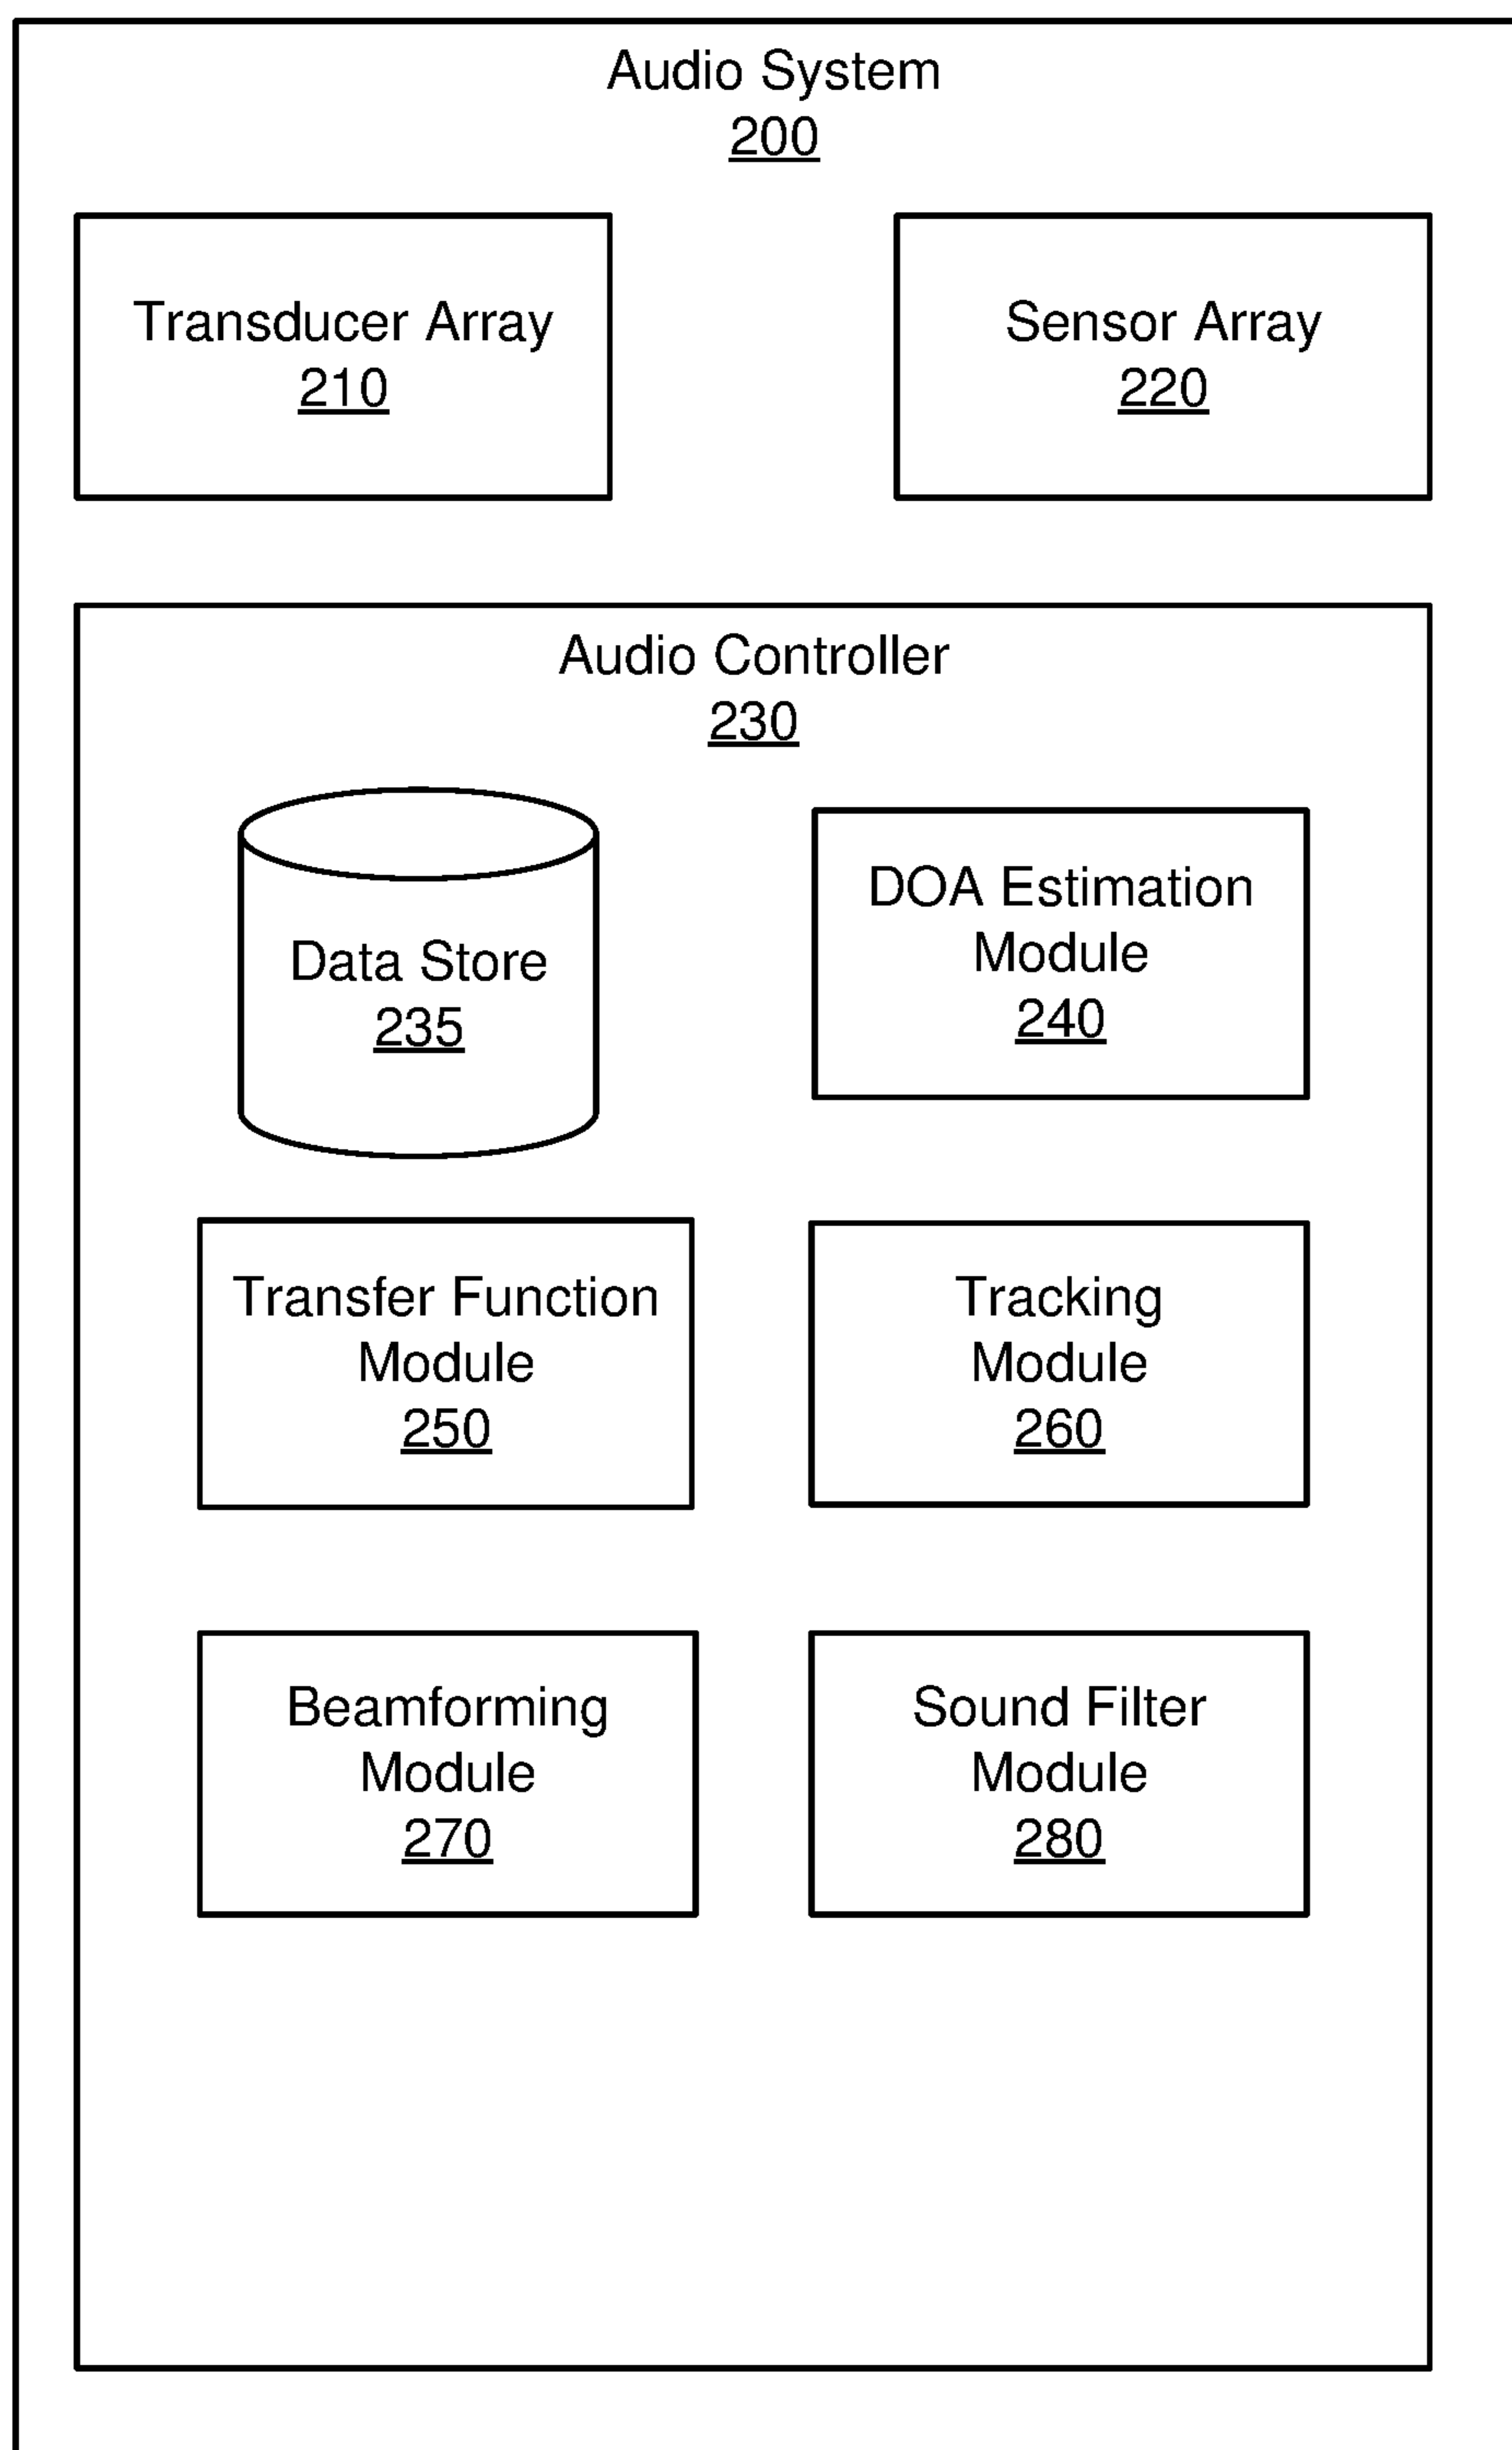 Audio System
200
Transducer Array
210
Sensor Array
220
Audio Controller
230
Data Store
235
DOA Estimation
Module
240
Transfer Function
Module
250
Tracking
Module
260
Beamforming
Module
270
Sound Filter
Module
280